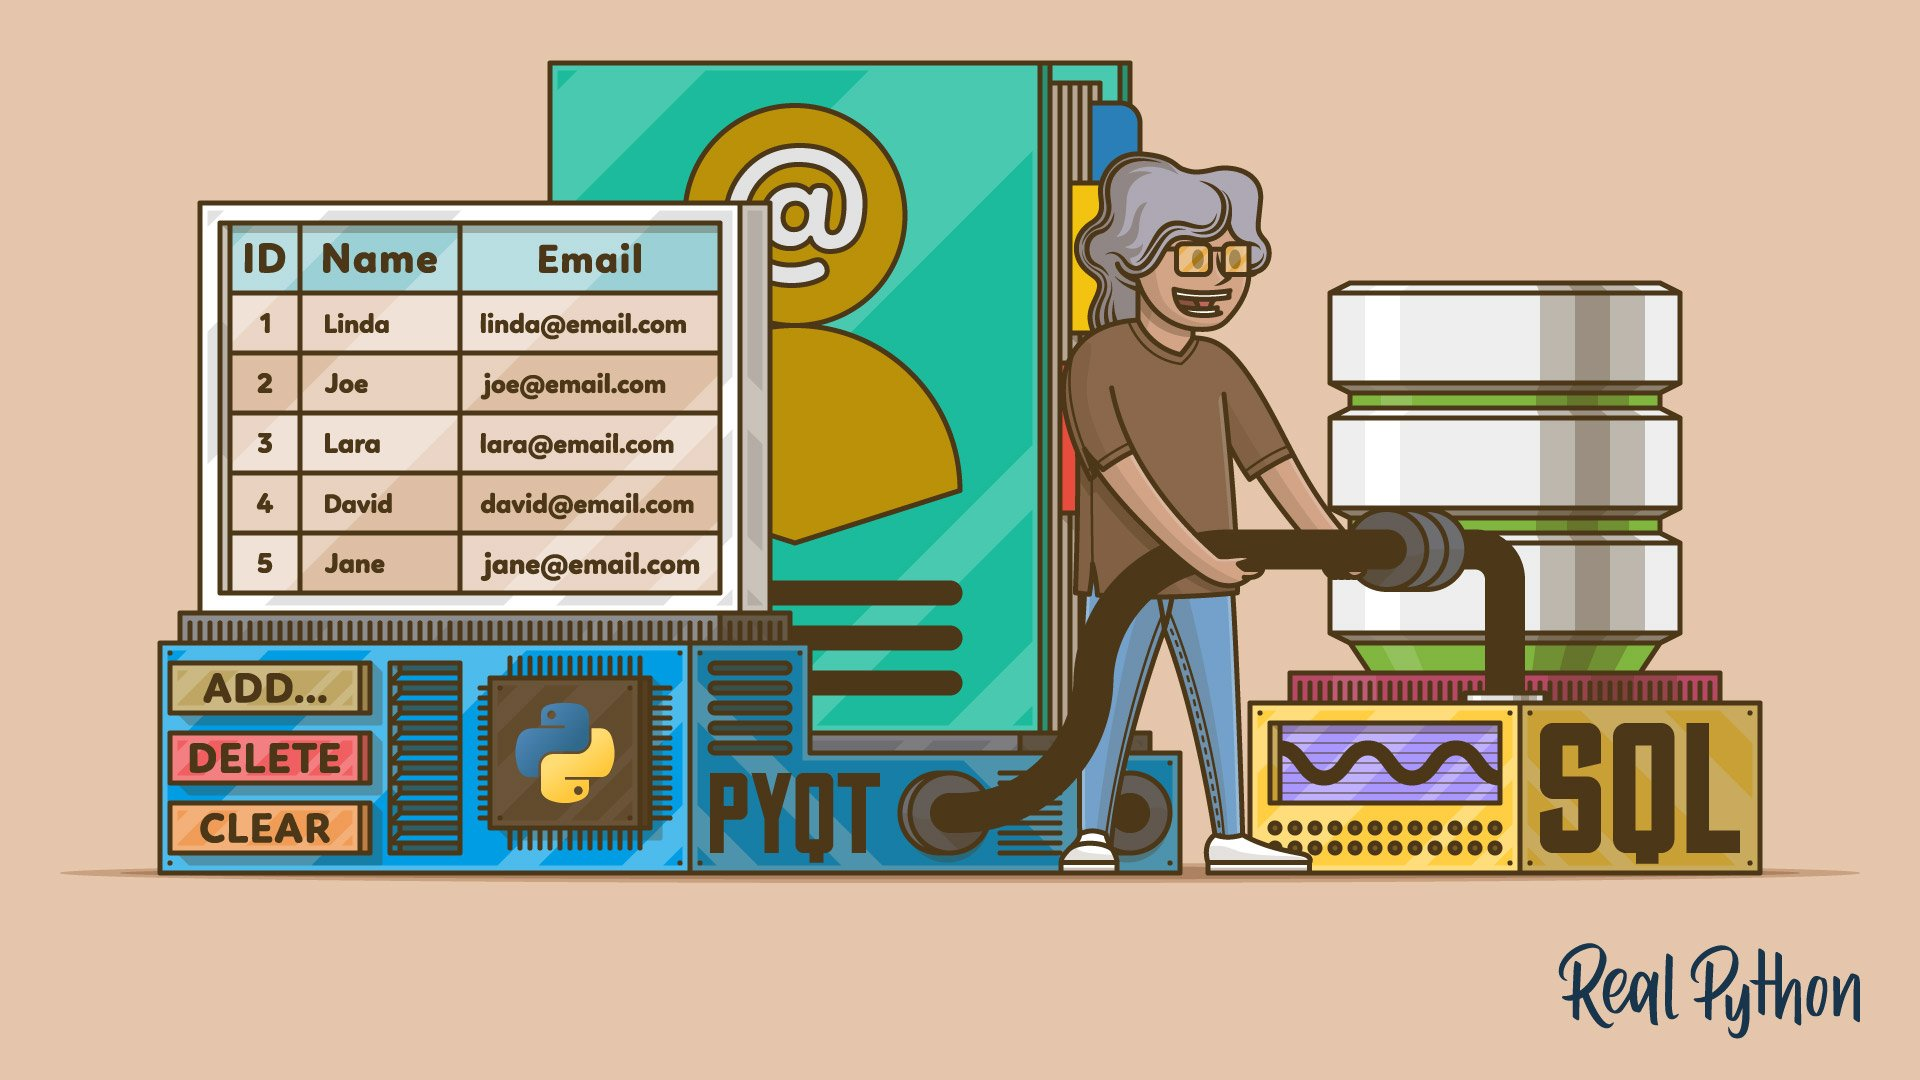 @
ID Name Email
1 Linda linda@email.com
2 Joe joe@email.com
3 Lara lara@email.com
4 David david@email.com
5 Jane jane@email.com
ADD...
DELETE
CLEAR
PYQT
SQL
Real Python